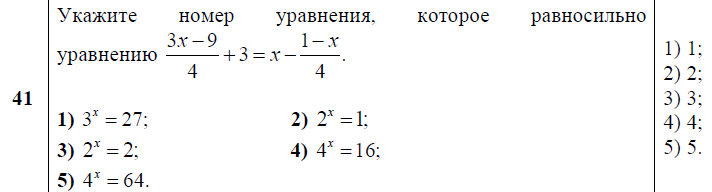 Укажите номер уравнения, которое равносильно
уравнению (3x − 9)/4 + 3 = x − (1 − x)/4.
41
1) 3^x = 27; 2) 2^x = 1;
3) 2^x = 2; 4) 4^x = 16;
5) 4^x = 64.
1) 1;
2) 2;
3) 3;
4) 4;
5) 5.